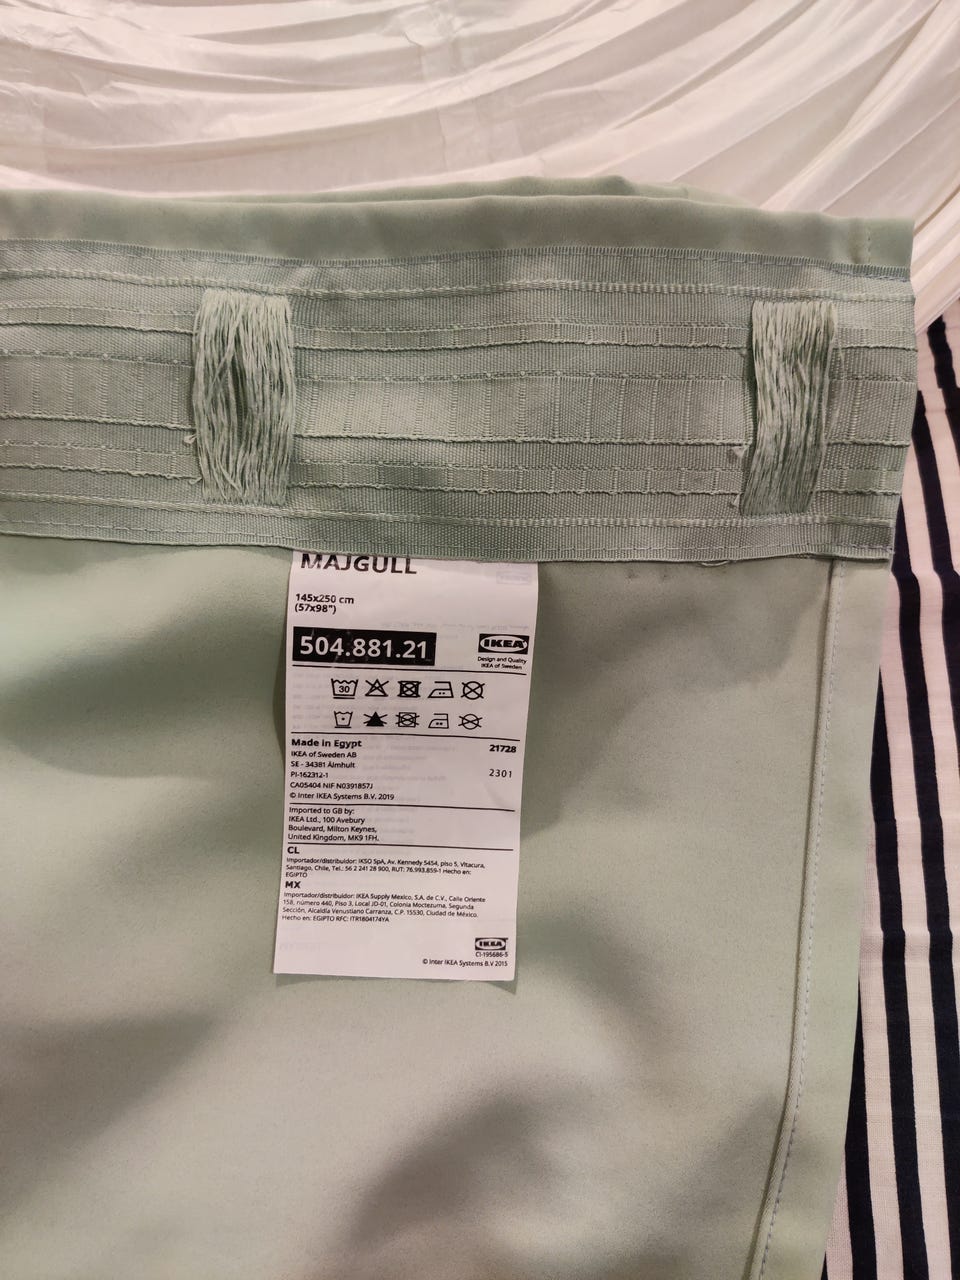 MAJGULL
145x250 cm
(57x98")
504.881.21
IKEA
Design and Quality
IKEA of Sweden
30
Made in Egypt
21728
IKEA of Sweden AB
SE - 34381 Älmhult
2301
PI-162312-1
CA05404 NIF N0391857J
© Inter IKEA Systems B.V. 2019
Imported to GB by:
IKEA Ltd., 100 Avebury
Boulevard, Milton Keynes,
United Kingdom, MK9 1FH.
CL
Importador/distribuidor: IKSO SpA, Av. Kennedy 5454, piso 5, Vitacura,
Santiago, Chile, Tel.: 56 2 241 28 900, RUT: 76.993.859-1 Hecho en:
EGIPTO
MX
Importador/distribuidor: IKEA Supply Mexico, S.A. de C.V., Calle Oriente
158, número 440, Piso 3, Local JD-01, Colonia Moctezuma, Segunda
Sección, Alcaldía Venustiano Carranza, C.P. 15530, Ciudad de México.
Hecho en: EGIPTO RFC: ITR1804174YA
IKEA
CI-195686-5
© Inter IKEA Systems B.V 2015